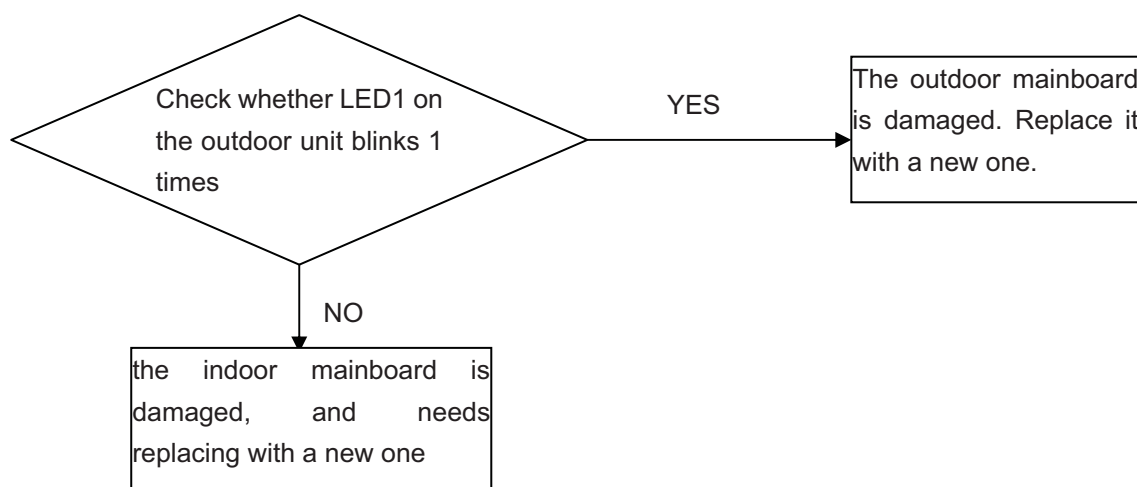 Check whether LED1 on
the outdoor unit blinks 1
times
YES
The outdoor mainboard
is damaged. Replace it
with a new one.
NO
the indoor mainboard is
damaged, and needs
replacing with a new one